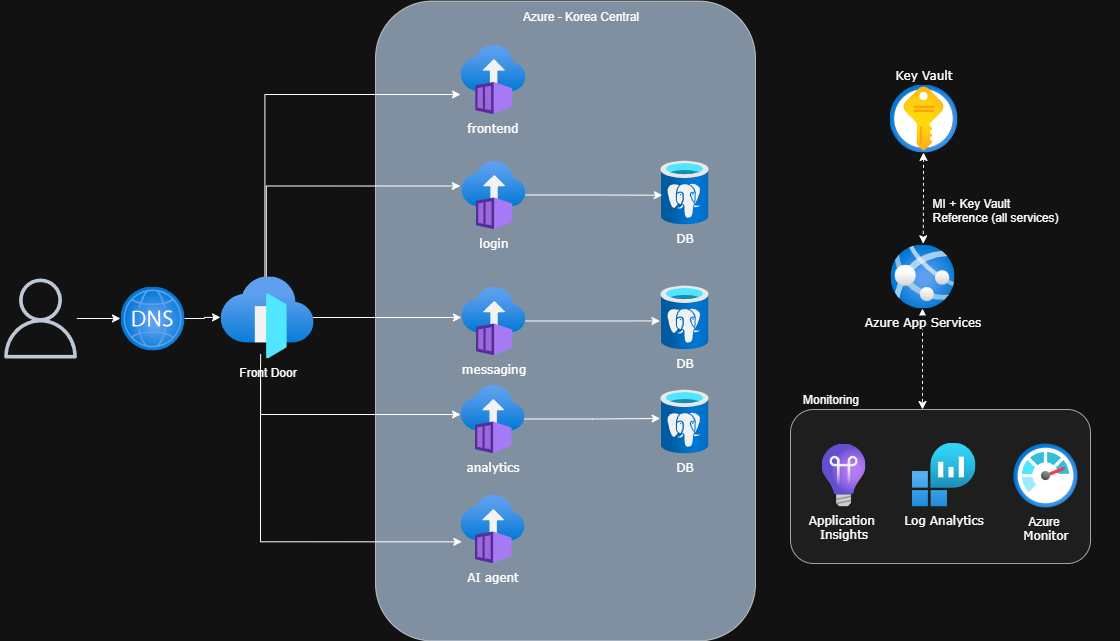 Azure - Korea Central
frontend
login
DB
DNS
Front Door
messaging
DB
analytics
DB
AI agent
Key Vault
MI + Key Vault
Reference (all services)
Azure App Services
Monitoring
Application
Insights
Log Analytics
Azure
Monitor